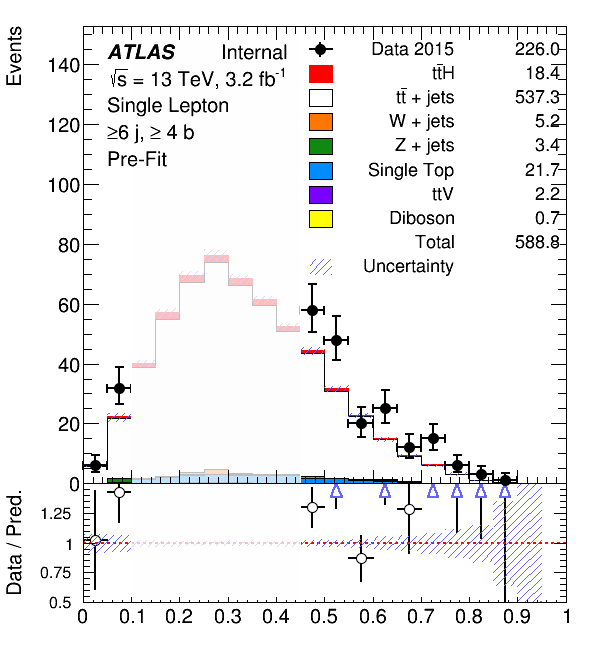 Events
140
120
100
80
60
40
20
0
ATLAS Internal
√s = 13 TeV, 3.2 fb-1
Single Lepton
≥6 j, ≥ 4 b
Pre-Fit
Data 2015 226.0
tt̄H 18.4
tt̄ + jets 537.3
W + jets 5.2
Z + jets 3.4
Single Top 21.7
ttV 2.2
Diboson 0.7
Total 588.8
Uncertainty
Data / Pred.
1.25
1
0.75
0.5
0 0.1 0.2 0.3 0.4 0.5 0.6 0.7 0.8 0.9 1